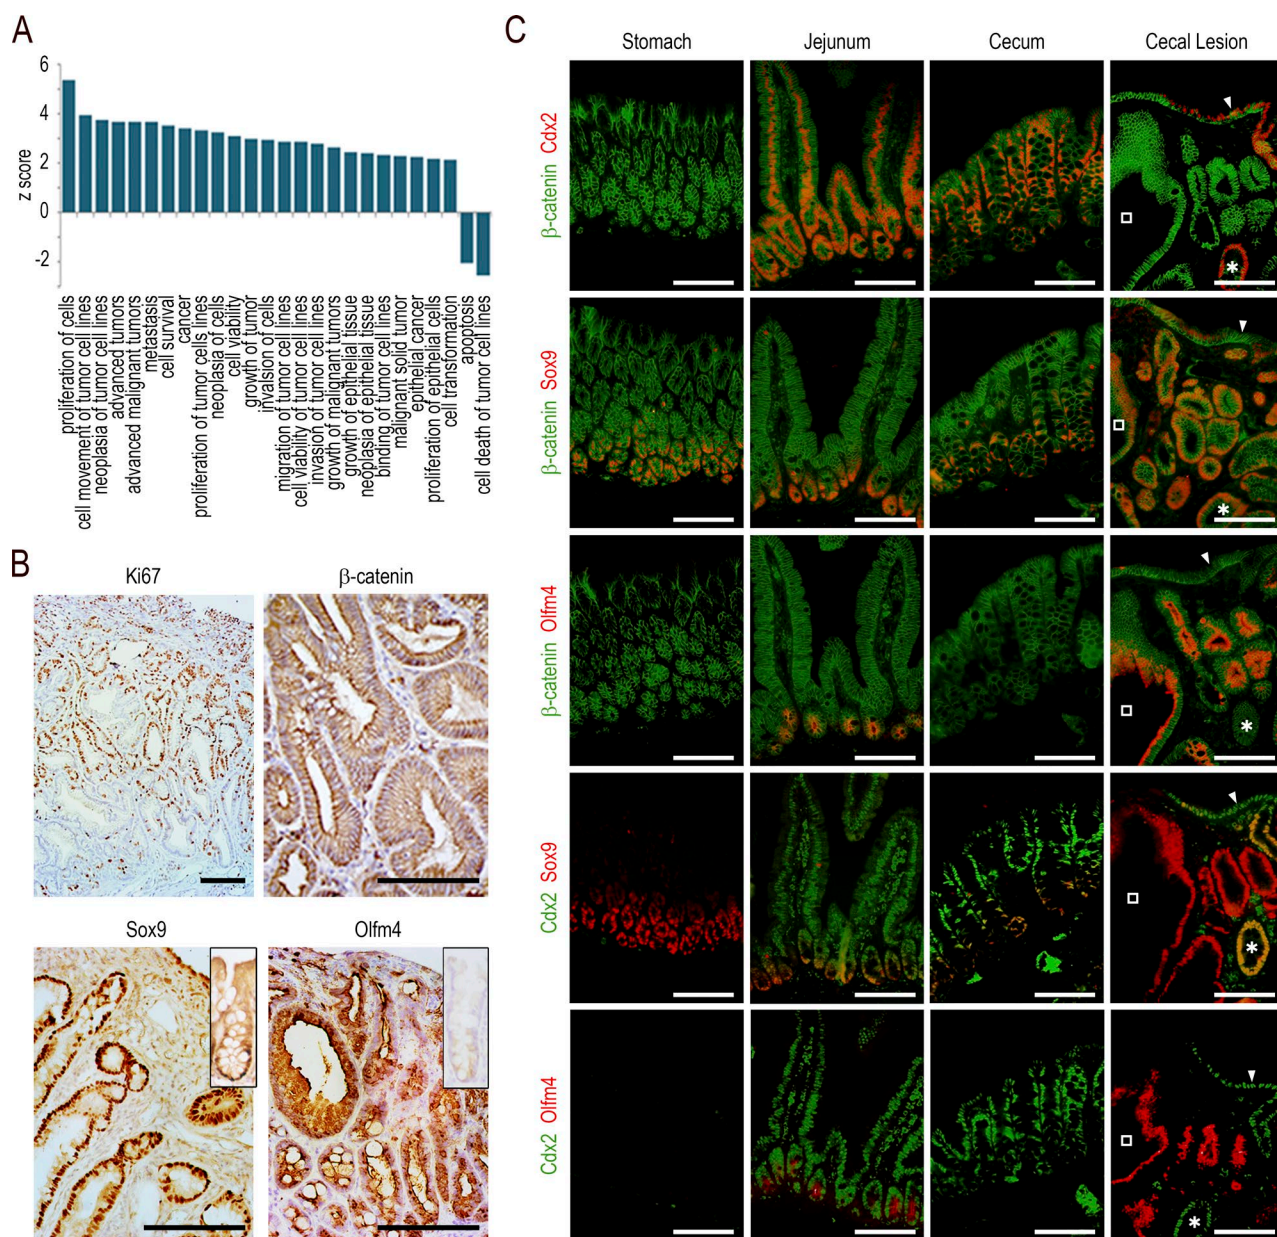 A
6
4
2
0
-2
z score
proliferation of cells
cell movement of tumor cell lines
neoplasia of tumor cell lines
advanced tumors
advanced malignant tumors
metastasis
cell survival
cancer
proliferation of tumor cells lines
neoplasia of cells
cell viability
growth of tumor
invalsion of cells
migration of tumor cell lines
cell viability of tumor cell lines
invasion of tumor cell lines
growth of malignant tumors
growth of epithelial tissue
neoplasia of epithelial tissue
binding of tumor cell lines
malignant solid tumor
epithelial cancer
proliferation of epithelial cells
cell transformation
apoptosis
cell death of tumor cell lines
B
Ki67
β-catenin
Sox9
Olfm4
C
Stomach
Jejunum
Cecum
Cecal Lesion
β-catenin Cdx2
β-catenin Sox9
β-catenin Olfm4
Cdx2 Sox9
Cdx2 Olfm4